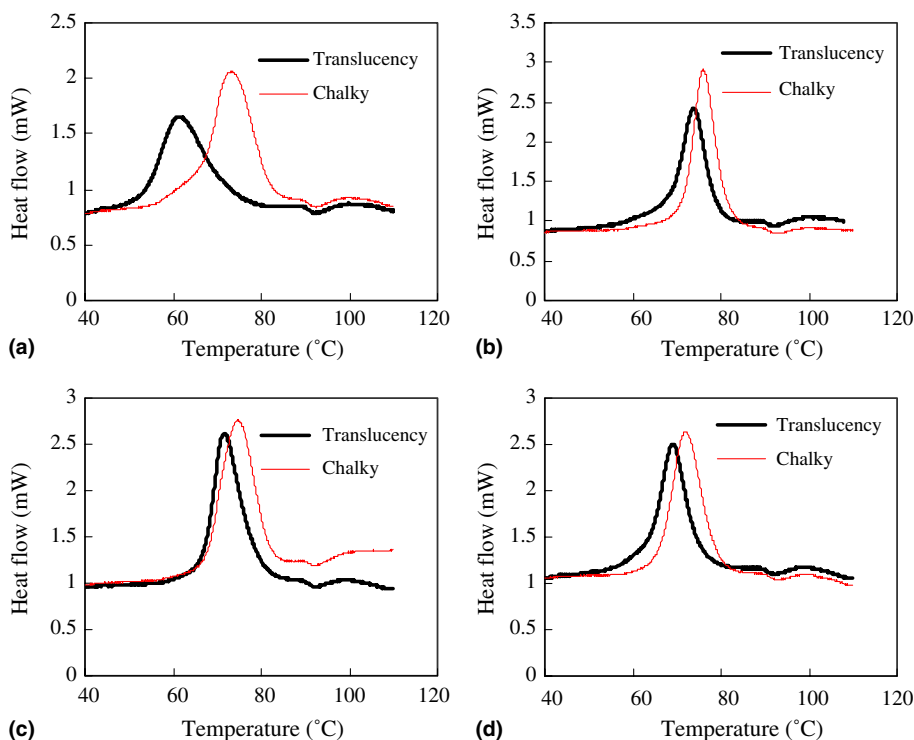 2.5
2
1.5
1
0.5
0
Heat flow (mW)
Translucency
Chalky
40 60 80 100 120
Temperature (˚C)
(a)
3.5
3
2.5
2
1.5
1
0.5
0
Heat flow (mW)
Translucency
Chalky
40 60 80 100 120
Temperature (˚C)
(b)
3
2.5
2
1.5
1
0.5
0
Heat flow (mW)
Translucency
Chalky
40 60 80 100 120
Temperature (˚C)
(c)
3
2.5
2
1.5
1
0.5
0
Heat flow (mW)
Translucency
Chalky
40 60 80 100 120
Temperature (˚C)
(d)